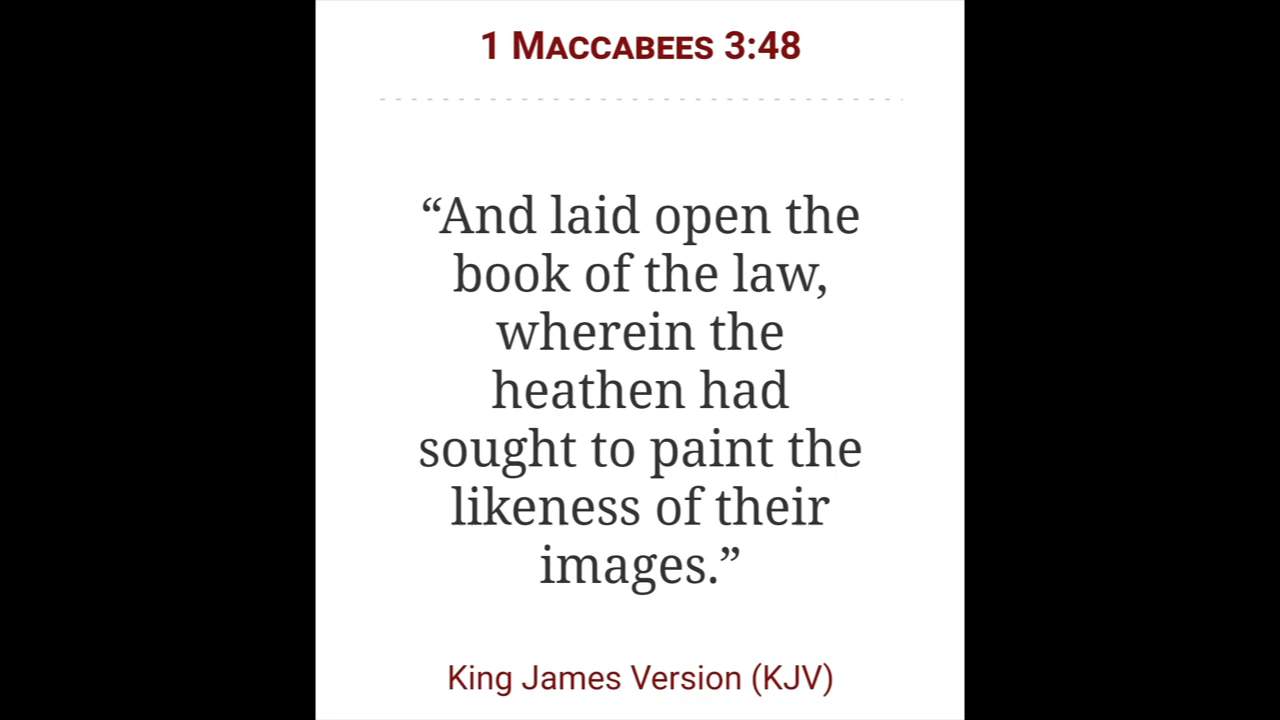 1 MACCABEES 3:48
“And laid open the
book of the law,
wherein the
heathen had
sought to paint the
likeness of their
images.”
King James Version (KJV)